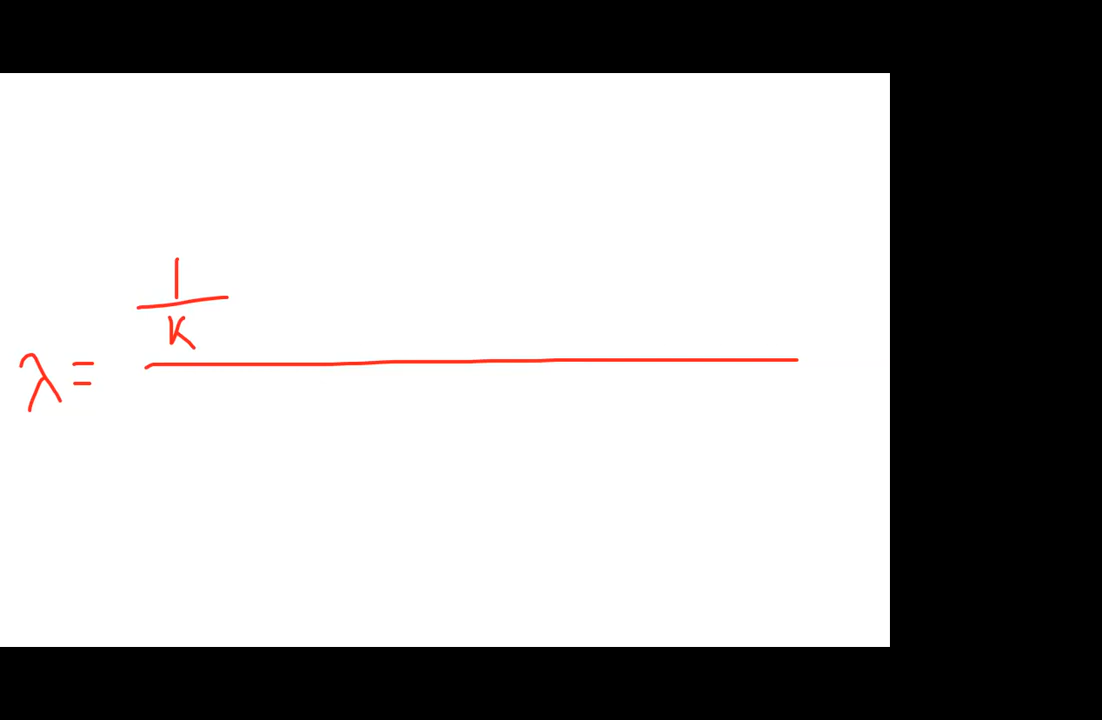 λ = 1/K